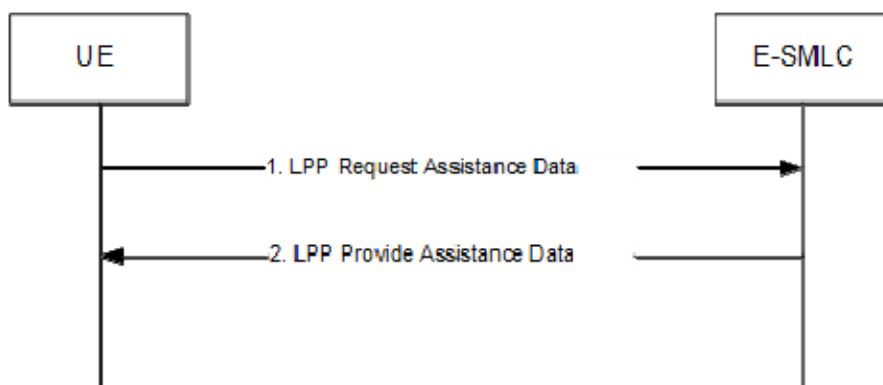 UE
E-SMLC
1. LPP Request Assistance Data
2. LPP Provide Assistance Data